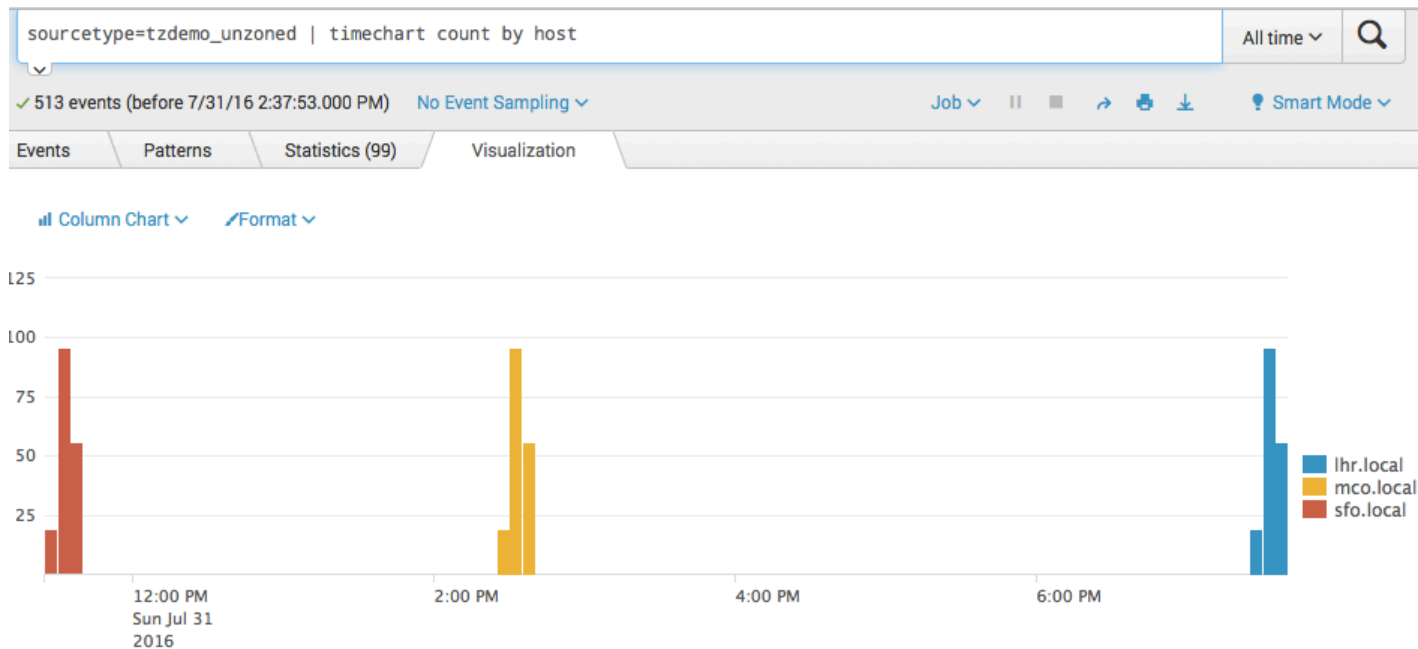 sourcetype=tzdemo_unzoned | timechart count by host
All time
513 events (before 7/31/16 2:37:53.000 PM)
No Event Sampling
Job
Smart Mode
Events
Patterns
Statistics (99)
Visualization
Column Chart
Format
125
100
75
50
25
lhr.local
mco.local
sfo.local
12:00 PM
2:00 PM
4:00 PM
6:00 PM
Sun Jul 31
2016